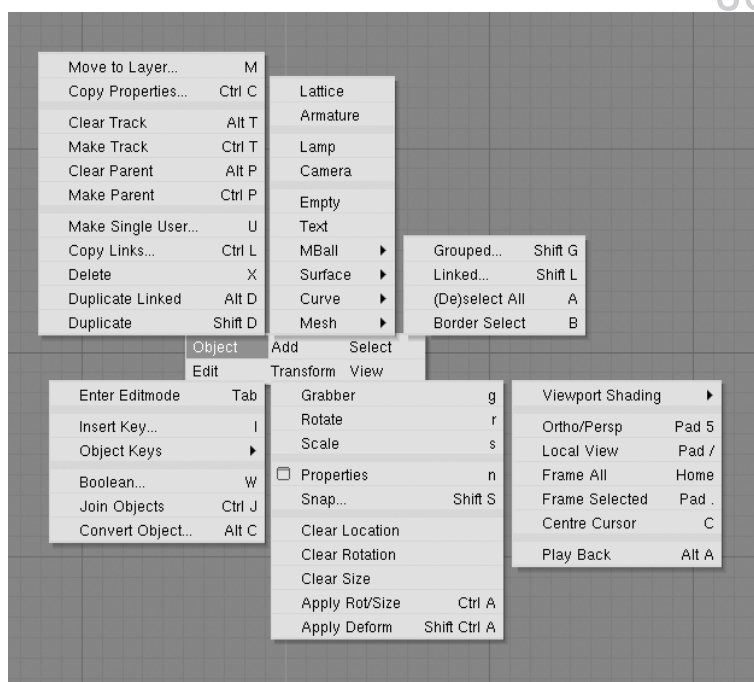 Move to Layer... M
Copy Properties... Ctrl C
Clear Track Alt T
Make Track Ctrl T
Clear Parent Alt P
Make Parent Ctrl P
Make Single User... U
Copy Links... Ctrl L
Delete X
Duplicate Linked Alt D
Duplicate Shift D
Lattice
Armature
Lamp
Camera
Empty
Text
MBall
Surface
Curve
Mesh
Grouped... Shift G
Linked... Shift L
(De)select All A
Border Select B
Object Add Select
Edit Transform View
Enter Editmode Tab
Insert Key... I
Object Keys
Boolean... W
Join Objects Ctrl J
Convert Object... Alt C
Grabber g
Rotate r
Scale s
Properties n
Snap... Shift S
Clear Location
Clear Rotation
Clear Size
Apply Rot/Size Ctrl A
Apply Deform Shift Ctrl A
Viewport Shading
Ortho/Persp Pad 5
Local View Pad /
Frame All Home
Frame Selected Pad .
Centre Cursor C
Play Back Alt A